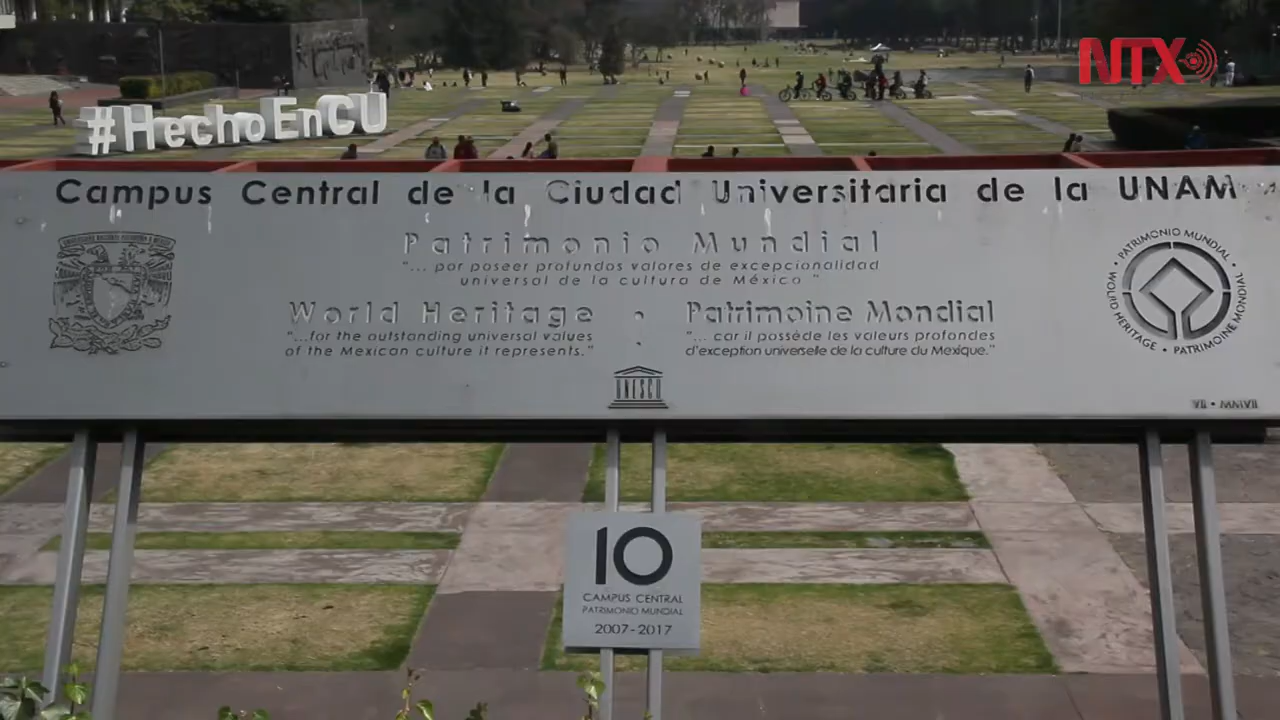 NTX
#HechoEnCU
Campus Central de la Ciudad Universitaria de la UNAM
Patrimonio Mundial
"... por poseer profundos valores de excepcionalidad
universal de la cultura de México "
World Heritage • Patrimoine Mondial
"...for the outstanding universal values
of the Mexican culture it represents."
"... car il possède les valeurs profondes
d'exception universelle de la culture du Mexique."
PATRIMONIO MUNDIAL • WORLD HERITAGE • PATRIMOINE MONDIAL •
UNESCO
VII • MMVII
10
CAMPUS CENTRAL
PATRIMONIO MUNDIAL
2007-2017